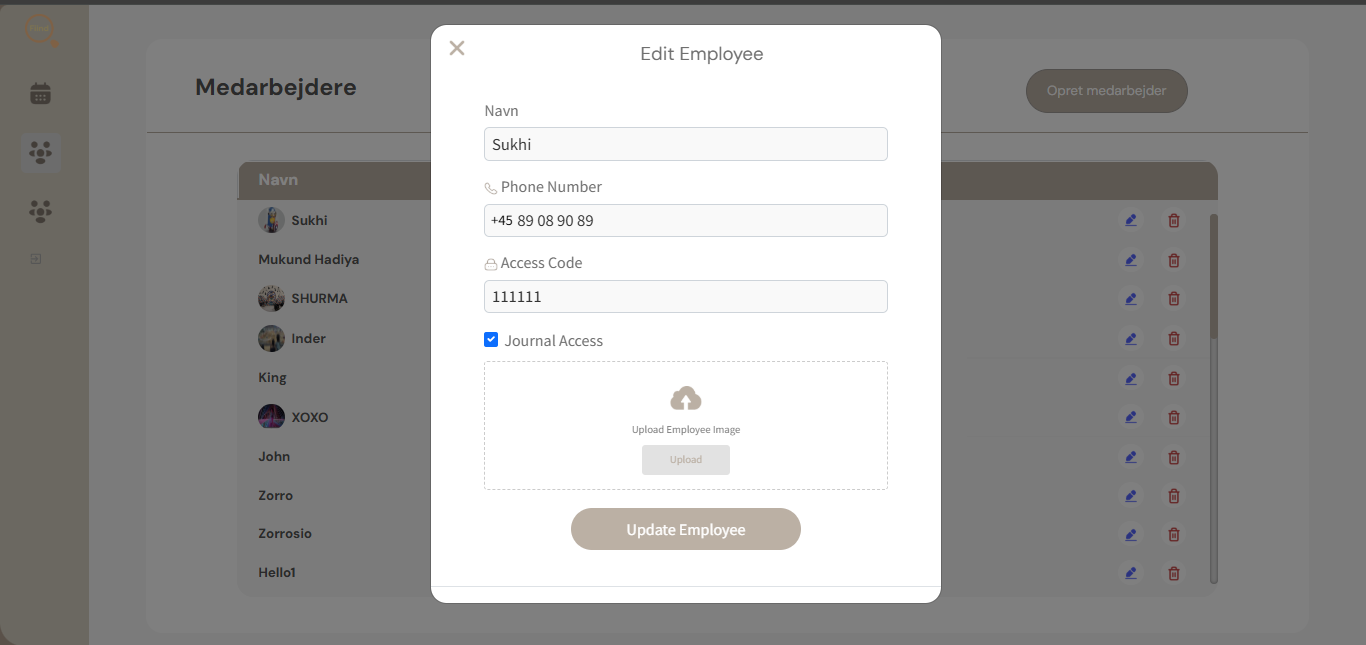 Edit Employee
Medarbejdere
Opret medarbejder
Navn
Sukhi
Phone Number
+45 89 08 90 89
Access Code
111111
Journal Access
Upload Employee Image
Upload
Update Employee
Navn
Sukhi
Mukund Hadiya
SHURMA
Inder
King
XOXO
John
Zorro
Zorrosio
Hello1